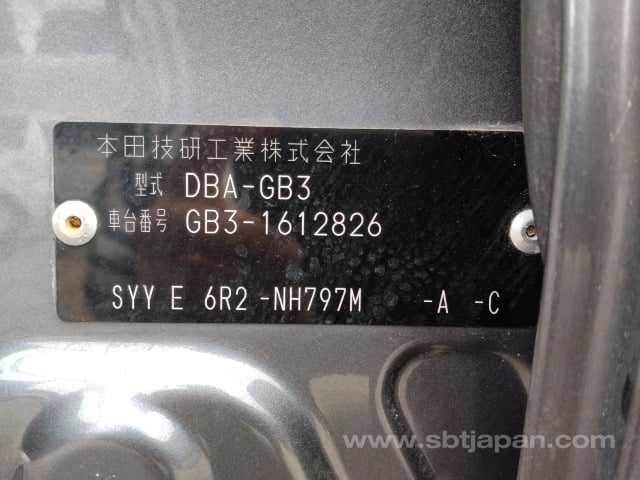 本田技研工業株式会社
型式 DBA-GB3
車台番号 GB3-1612826
SYY E 6R2 -NH797M -A -C
www.sbtjapan.com